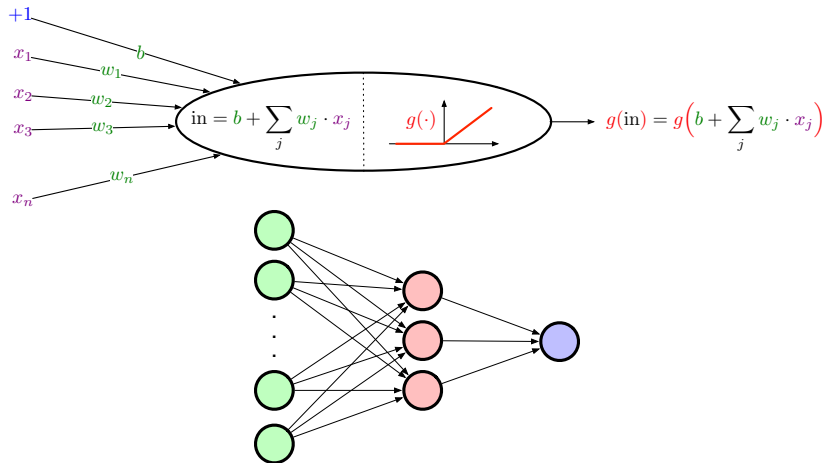 +1
b
x₁
w₁
x₂
w₂
x₃
w₃
xₙ
wₙ
in = b + ∑ⱼ wⱼ · xⱼ
g(·)
g(in) = g(b + ∑ⱼ wⱼ · xⱼ)